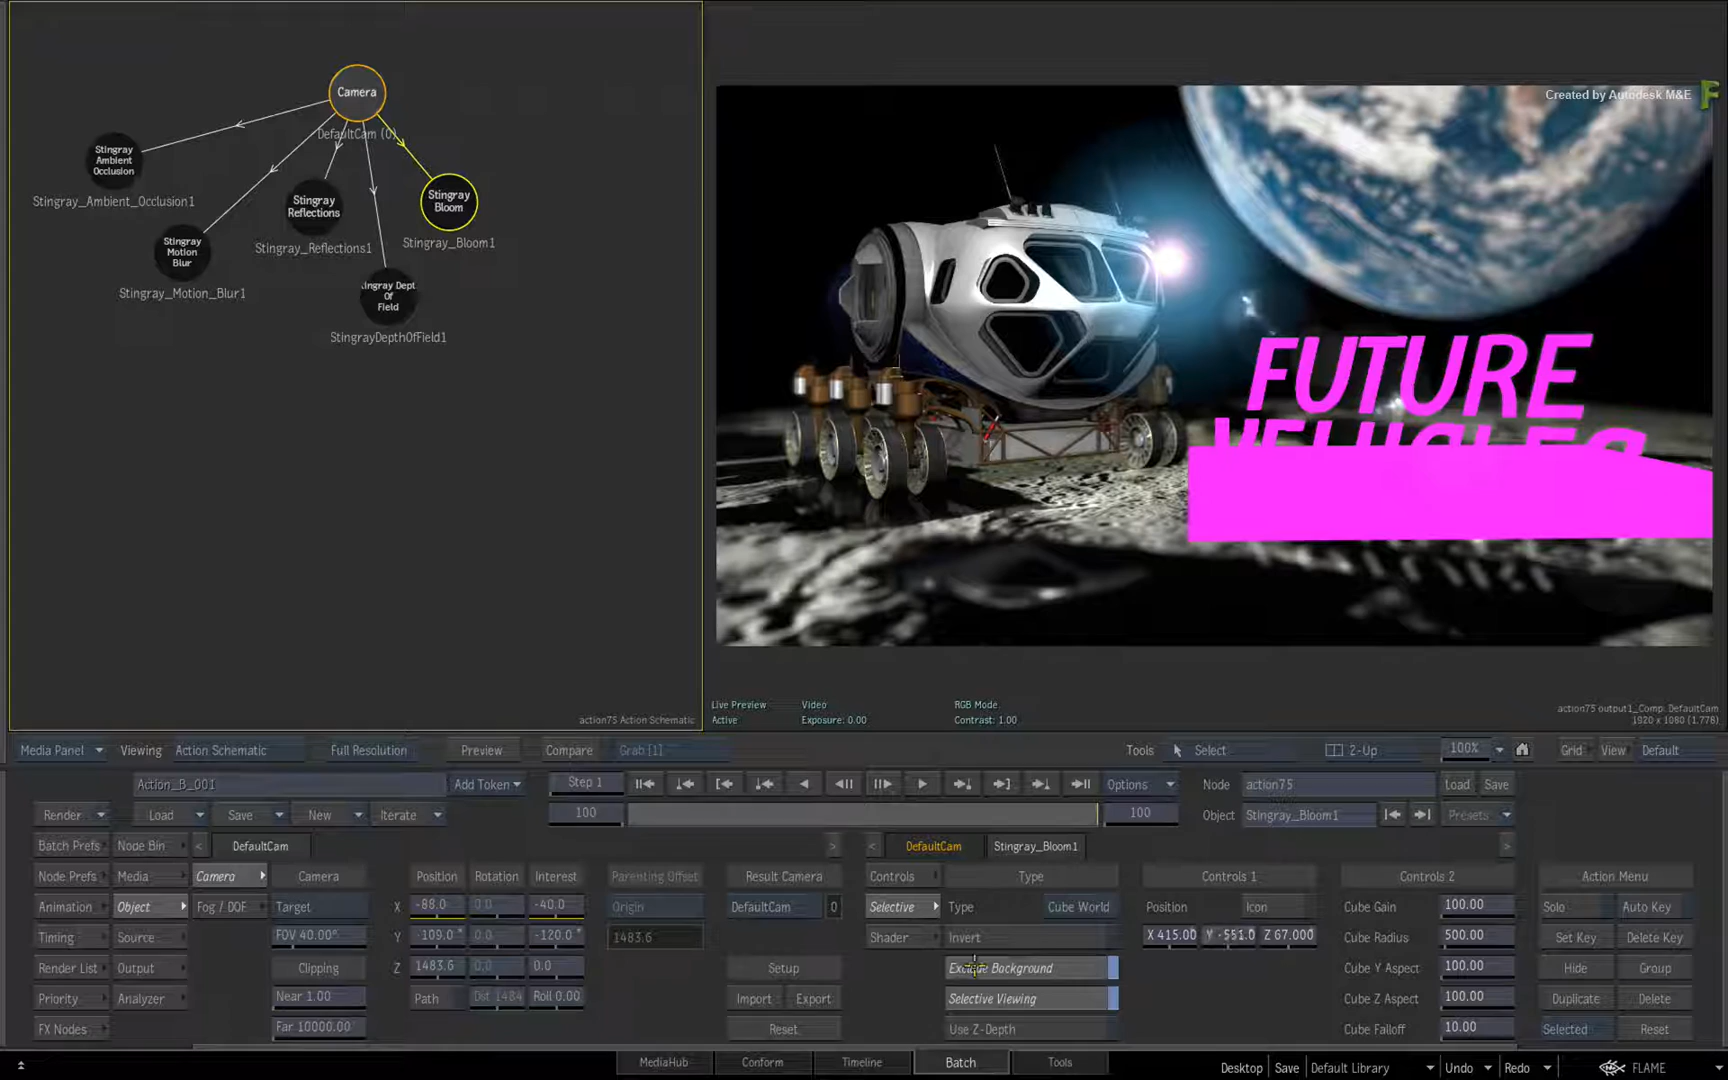 Camera
DefaultCam (0)
Stingray
Ambient
Occlusion
Stingray_Ambient_Occlusion1
Stingray
Reflections
Stingray_Reflections1
Stingray
Bloom
Stingray_Bloom1
Stingray
Motion
Blur
Stingray_Motion_Blur1
Of
Field
StingrayDepthOfField1
action75 Action Schematic
Created by Autodesk M&E
FUTURE
VEHICLES
Live Preview
Active
Video
Exposure: 0.00
RGB Mode
Contrast: 1.00
action75 output1_Comp: DefaultCam
1920 x 1080 (1.778)
Media Panel
Viewing
Action Schematic
Full Resolution
Preview
Compare
Grab [1]
Tools
Select
2-Up
100%
Grid
View
Default
Action_B_001
Add Token
Step 1
Options
Node
action75
Load
Save
Render
Load
Save
New
Iterate
100
100
Object
Stingray_Bloom1
Presets
Batch Prefs
Node Bin
<
DefaultCam
>
<
DefaultCam
Stingray_Bloom1
>
Node Prefs
Media
Camera
Camera
Position
Rotation
Interest
Parenting Offset
Result Camera
Controls
Type
Controls 1
Controls 2
Action Menu
Animation
Object
Fog / DOF
Target
X
-88.0
0.0
-40.0
Origin
DefaultCam
0
Selective
Type
Cube World
Position
Icon
Cube Gain
100.00
Solo
Auto Key
Timing
Source
FOV 40.00°
Y
-109.0
0.0
-120.0
1483.6
Shader
Invert
X 415.00
Y -551.0
Z 67.000
Cube Radius
500.00
Set Key
Delete Key
Render List
Output
Clipping
Z
1483.6
0.0
0.0
Setup
Exclude Background
Cube Y Aspect
100.00
Hide
Group
Priority
Analyzer
Near 1.00
Path
Dst 1484
Roll 0.00
Import
Export
Selective Viewing
Cube Z Aspect
100.00
Duplicate
Delete
FX Nodes
Far 10000.00
Reset
Use Z-Depth
Cube Falloff
10.00
Selected
Reset
MediaHub
Conform
Timeline
Batch
Tools
Desktop
Save
Default Library
Undo
Redo
FLAME